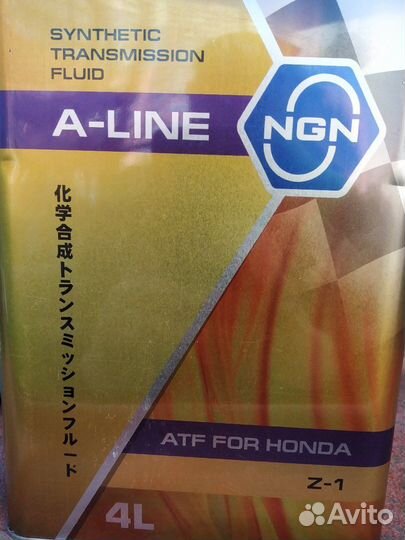 SYNTHETIC
TRANSMISSION
FLUID
A-LINE
NGN
化学合成トランスミッションフルード
ATF FOR HONDA
Z-1
4L
Avito